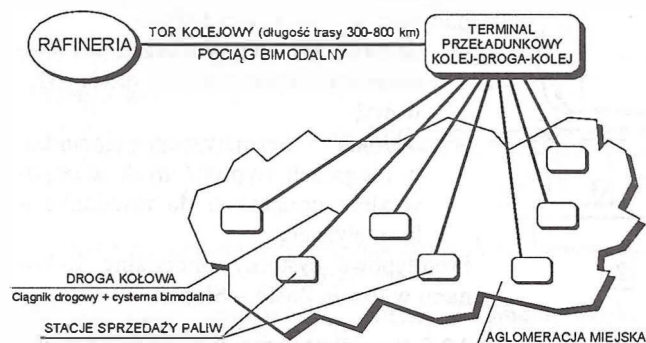 RAFINERIA
TOR KOLEJOWY (długość trasy 300-800 km)
POCIĄG BIMODALNY
TERMINAL
PRZEŁADUNKOWY
KOLEJ-DROGA-KOLEJ
DROGA KOŁOWA
Ciągnik drogowy + cysterna bimodalna
STACJE SPRZEDAŻY PALIW
AGLOMERACJA MIEJSKA